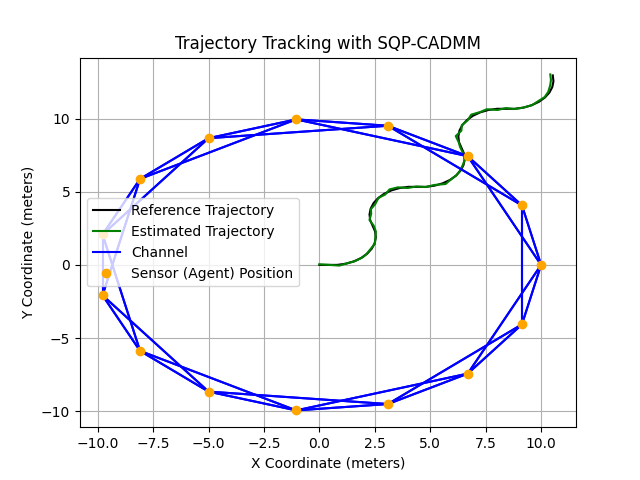 Trajectory Tracking with SQP-CADMM
10
5
0
−5
−10
Y Coordinate (meters)
Reference Trajectory
Estimated Trajectory
Channel
Sensor (Agent) Position
−10.0 −7.5 −5.0 −2.5 0.0 2.5 5.0 7.5 10.0
X Coordinate (meters)